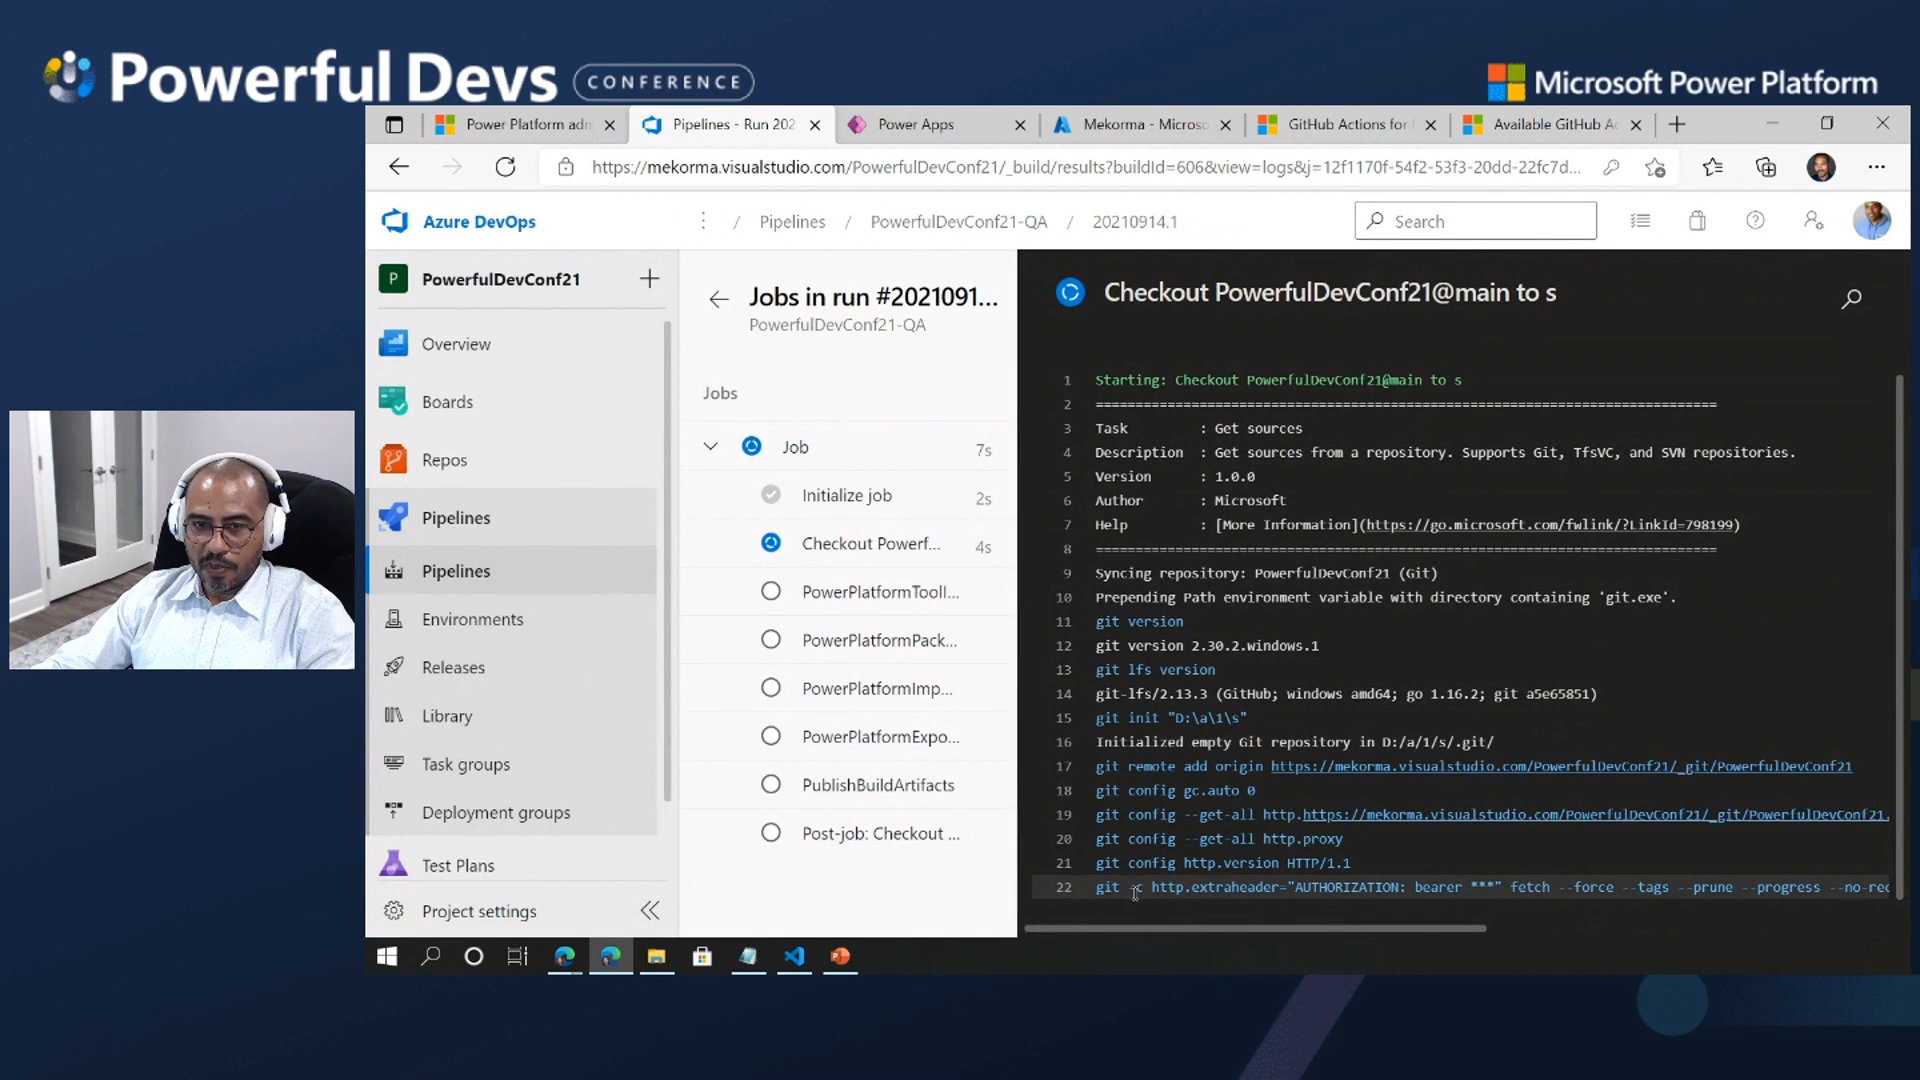 Powerful Devs CONFERENCE
Microsoft Power Platform
Power Platform adm
Pipelines - Run 202
Power Apps
Mekorma - Microso
GitHub Actions for
Available GitHub Ac
https://mekorma.visualstudio.com/PowerfulDevConf21/_build/results?buildId=606&view=logs&j=12f1170f-54f2-53f3-20dd-22fc7d...
Azure DevOps
/ Pipelines / PowerfulDevConf21-QA / 20210914.1
Search
P PowerfulDevConf21
Overview
Boards
Repos
Pipelines
Pipelines
Environments
Releases
Library
Task groups
Deployment groups
Test Plans
Project settings
Jobs in run #2021091...
PowerfulDevConf21-QA
Jobs
Job 7s
Initialize job 2s
Checkout Powerf... 4s
PowerPlatformTooll...
PowerPlatformPack...
PowerPlatformImp...
PowerPlatformExpo...
PublishBuildArtifacts
Post-job: Checkout ...
Checkout PowerfulDevConf21@main to s
1 Starting: Checkout PowerfulDevConf21@main to s
2 ==============================================================================
3 Task : Get sources
4 Description : Get sources from a repository. Supports Git, TfsVC, and SVN repositories.
5 Version : 1.0.0
6 Author : Microsoft
7 Help : [More Information](https://go.microsoft.com/fwlink/?LinkId=798199)
8 ==============================================================================
9 Syncing repository: PowerfulDevConf21 (Git)
10 Prepending Path environment variable with directory containing 'git.exe'.
11 git version
12 git version 2.30.2.windows.1
13 git lfs version
14 git-lfs/2.13.3 (GitHub; windows amd64; go 1.16.2; git a5e65851)
15 git init "D:\a\1\s"
16 Initialized empty Git repository in D:/a/1/s/.git/
17 git remote add origin https://mekorma.visualstudio.com/PowerfulDevConf21/_git/PowerfulDevConf21
18 git config gc.auto 0
19 git config --get-all http.https://mekorma.visualstudio.com/PowerfulDevConf21/_git/PowerfulDevConf21.
20 git config --get-all http.proxy
21 git config http.version HTTP/1.1
22 git -c http.extraheader="AUTHORIZATION: bearer ***" fetch --force --tags --prune --progress --no-rec